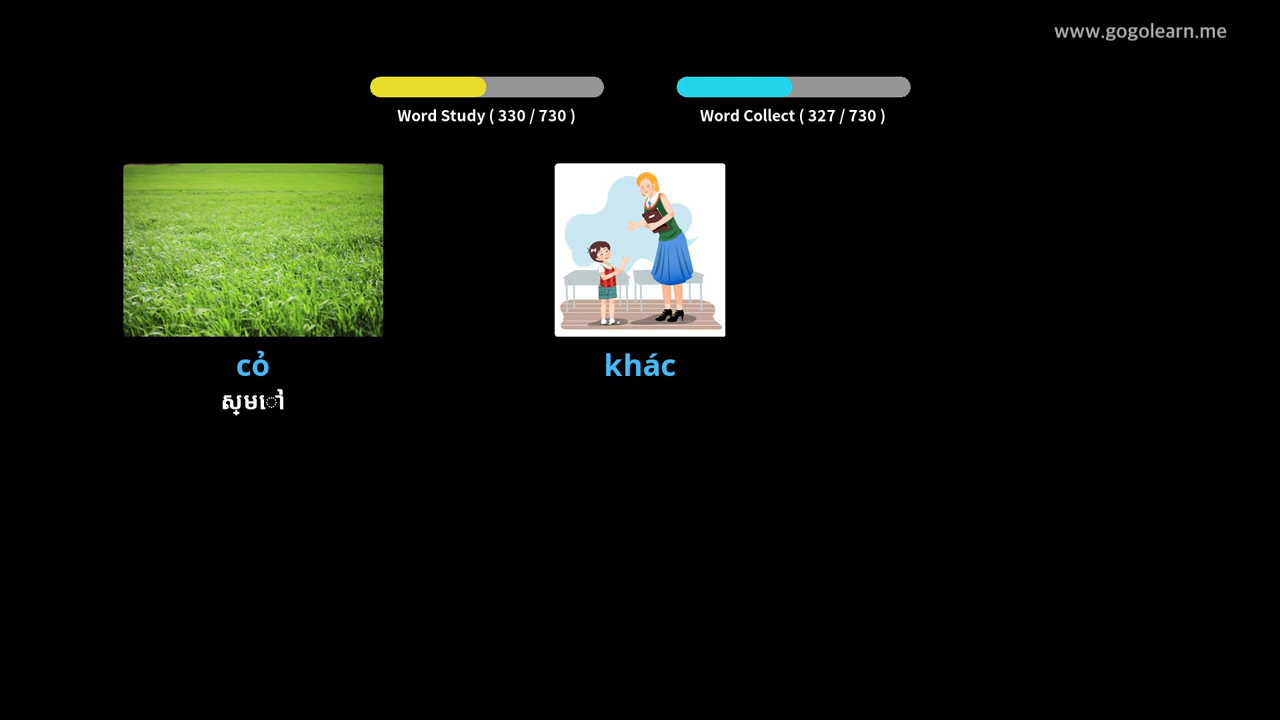 www.gogolearn.me
Word Study ( 330 / 730 )
Word Collect ( 327 / 730 )
cỏ
khác
ស្មៅ